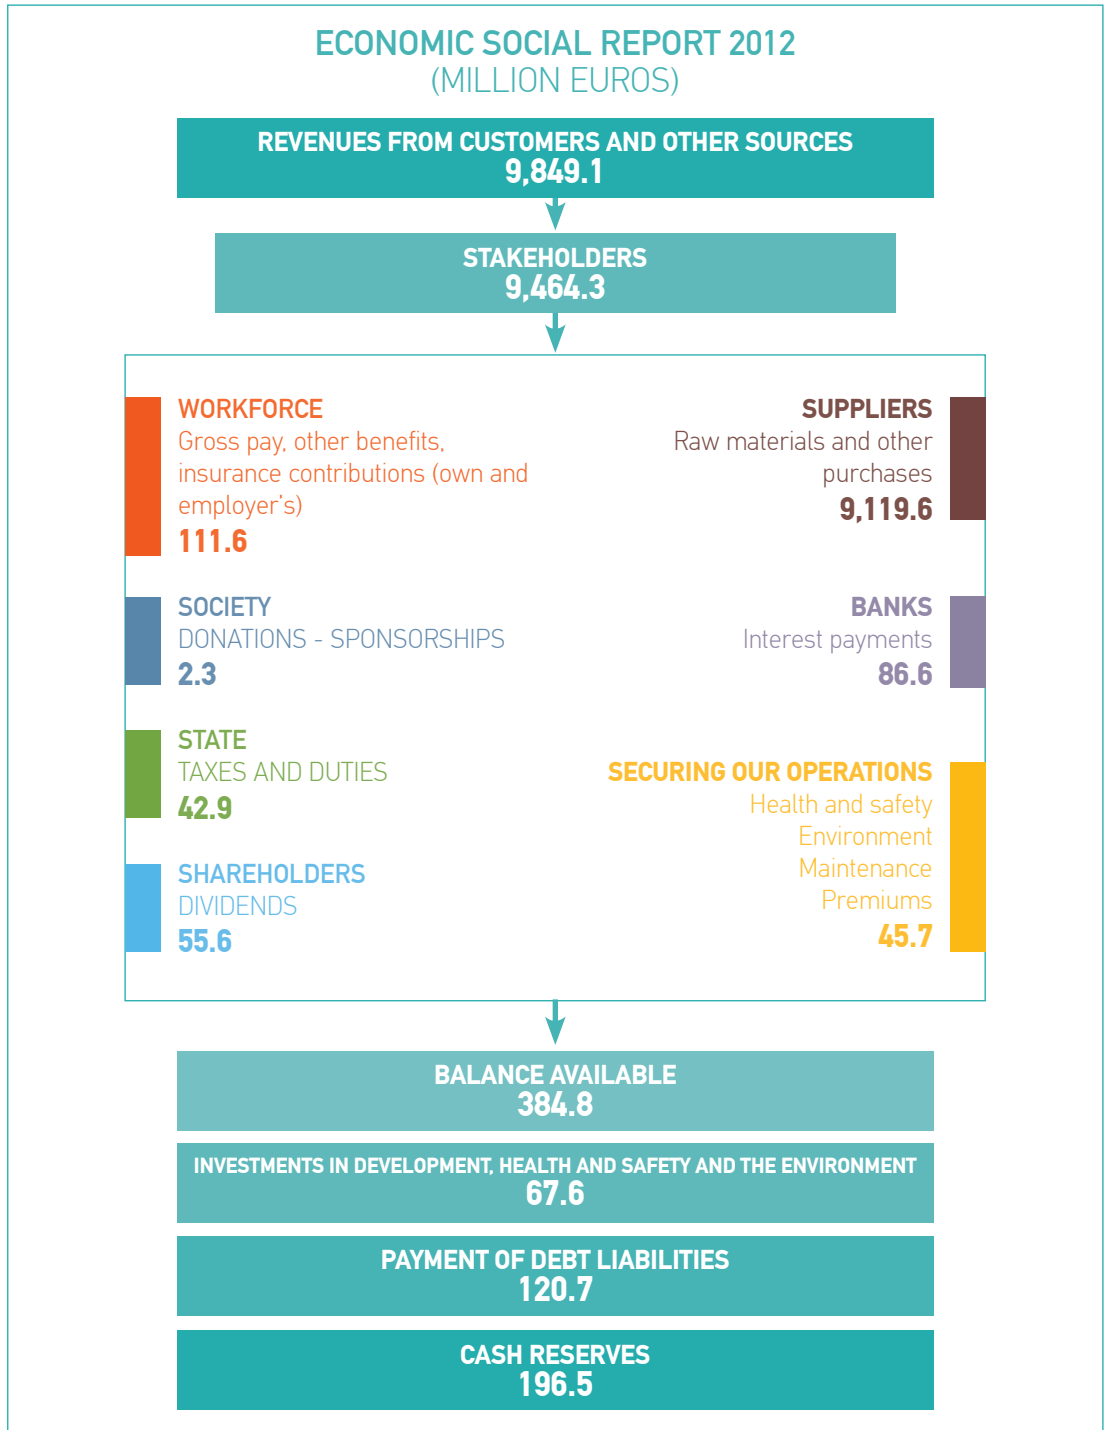 ECONOMIC SOCIAL REPORT 2012
(MILLION EUROS)
REVENUES FROM CUSTOMERS AND OTHER SOURCES
9,849.1
STAKEHOLDERS
9,464.3
WORKFORCE
Gross pay, other benefits,
insurance contributions (own and
employer's)
111.6
SUPPLIERS
Raw materials and other
purchases
9,119.6
SOCIETY
DONATIONS - SPONSORSHIPS
2.3
BANKS
Interest payments
86.6
STATE
TAXES AND DUTIES
42.9
SECURING OUR OPERATIONS
Health and safety
Environment
Maintenance
Premiums
45.7
SHAREHOLDERS
DIVIDENDS
55.6
BALANCE AVAILABLE
384.8
INVESTMENTS IN DEVELOPMENT, HEALTH AND SAFETY AND THE ENVIRONMENT
67.6
PAYMENT OF DEBT LIABILITIES
120.7
CASH RESERVES
196.5